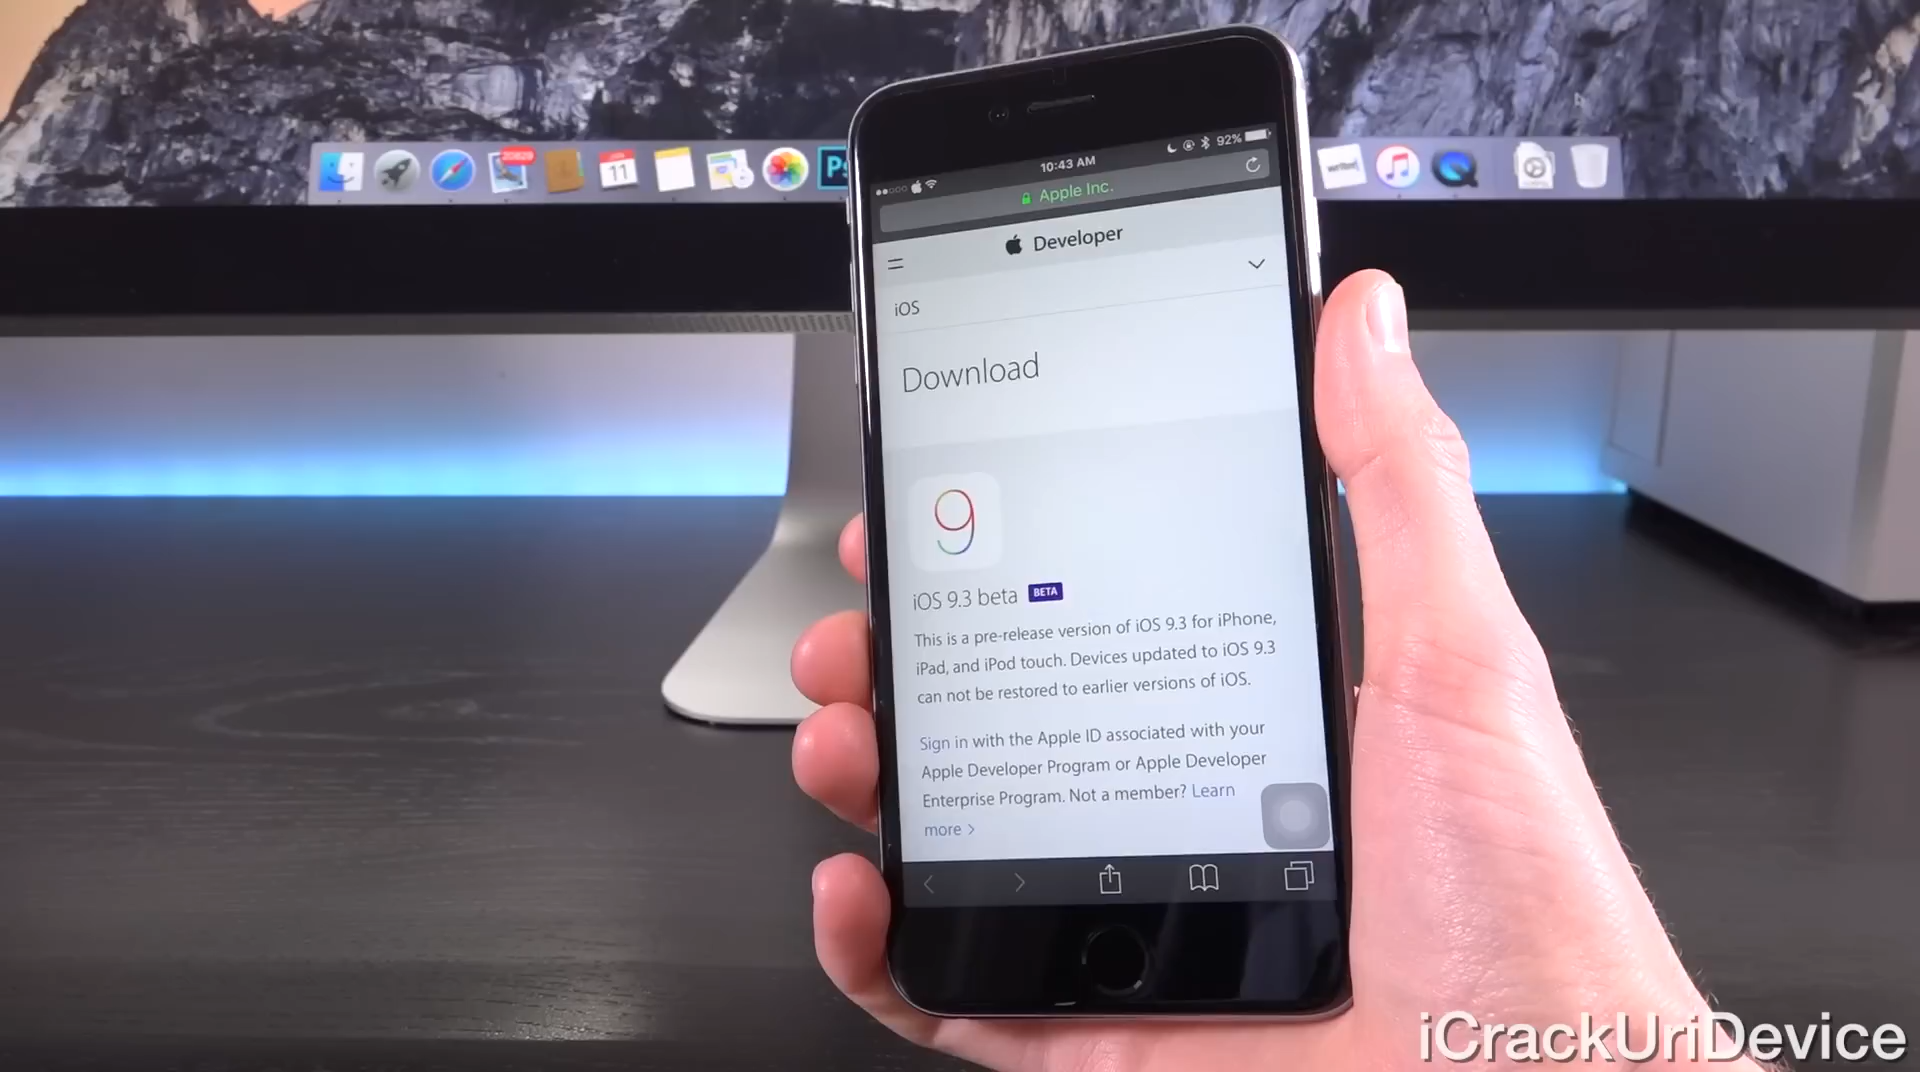 20829
JAN
11
Ps
10:43 AM
92%
Apple Inc.
Developer
iOS
Download
9
iOS 9.3 beta BETA
This is a pre-release version of iOS 9.3 for iPhone,
iPad, and iPod touch. Devices updated to iOS 9.3
can not be restored to earlier versions of iOS.
Sign in with the Apple ID associated with your
Apple Developer Program or Apple Developer
Enterprise Program. Not a member? Learn
more >
iCrackUriDevice